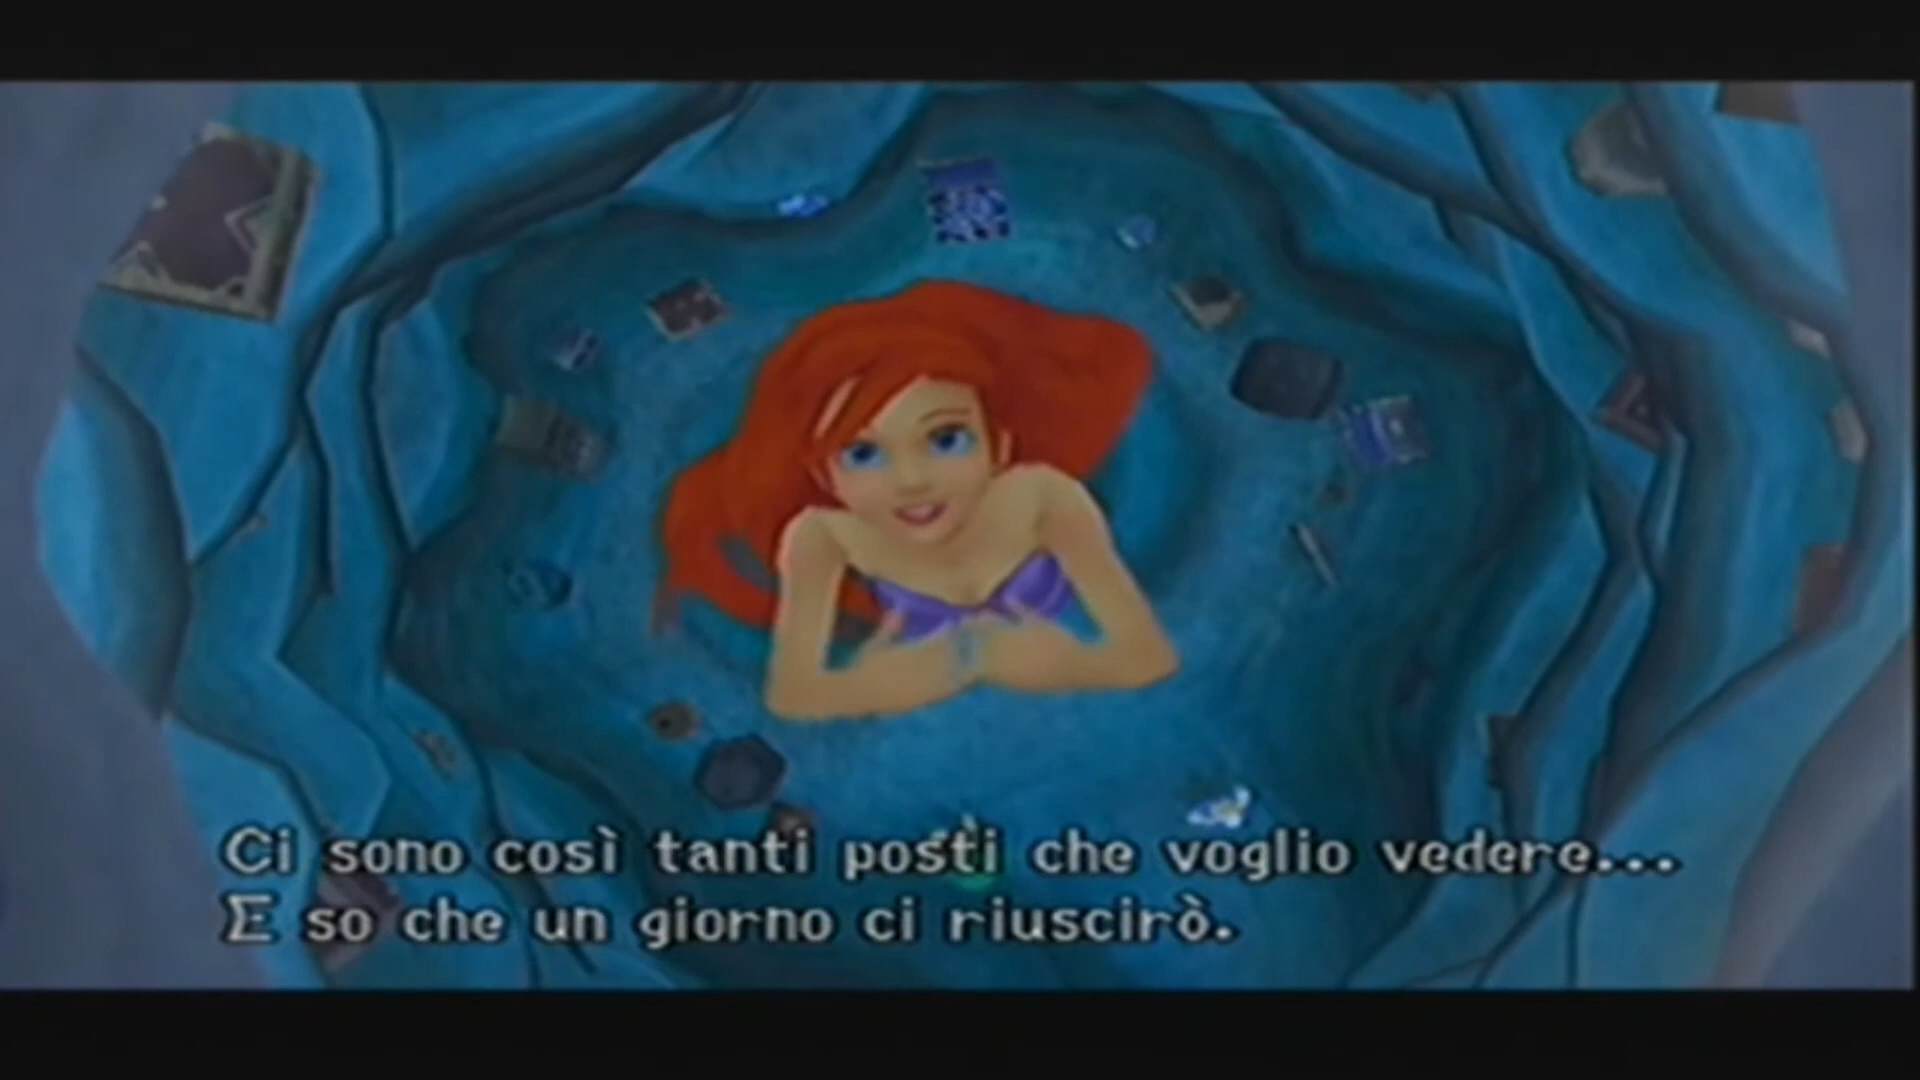 Ci sono così tanti posti che voglio vedere...
E so che un giorno ci riuscirò.